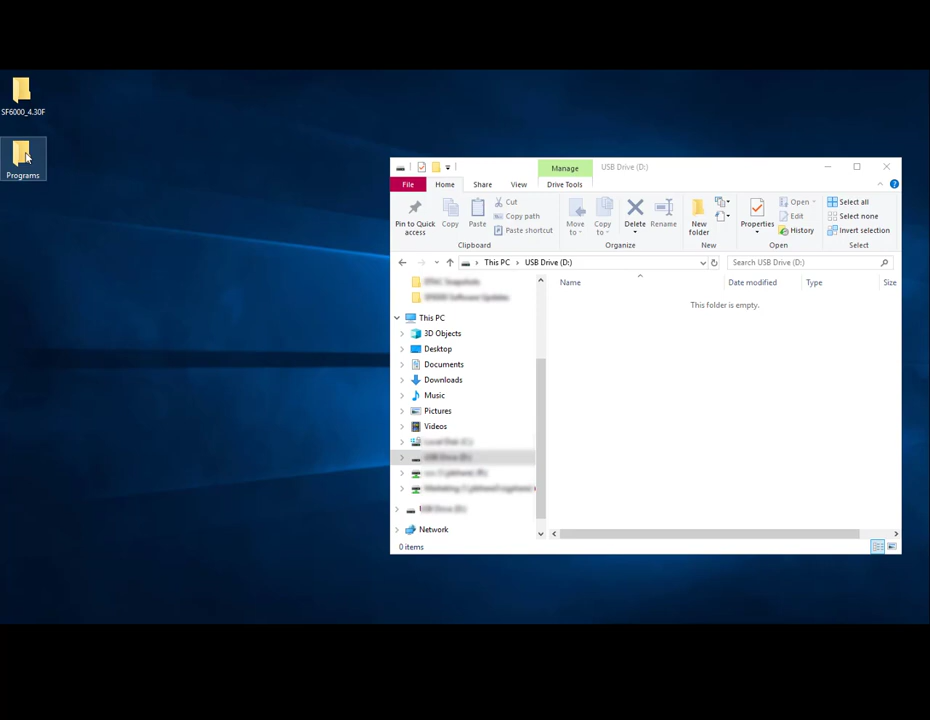 SF6000_4.30F
Programs
Manage
USB Drive (D:)
File
Home
Share
View
Drive Tools
Pin to Quick access
Copy
Paste
Cut
Copy path
Paste shortcut
Clipboard
Move to
Copy to
Delete
Rename
Organize
New folder
New
Properties
Open
Edit
History
Open
Select all
Select none
Invert selection
Select
This PC > USB Drive (D:)
Search USB Drive (D:)
This PC
3D Objects
Desktop
Documents
Downloads
Music
Pictures
Videos
Network
Name
Date modified
Type
Size
This folder is empty.
0 items